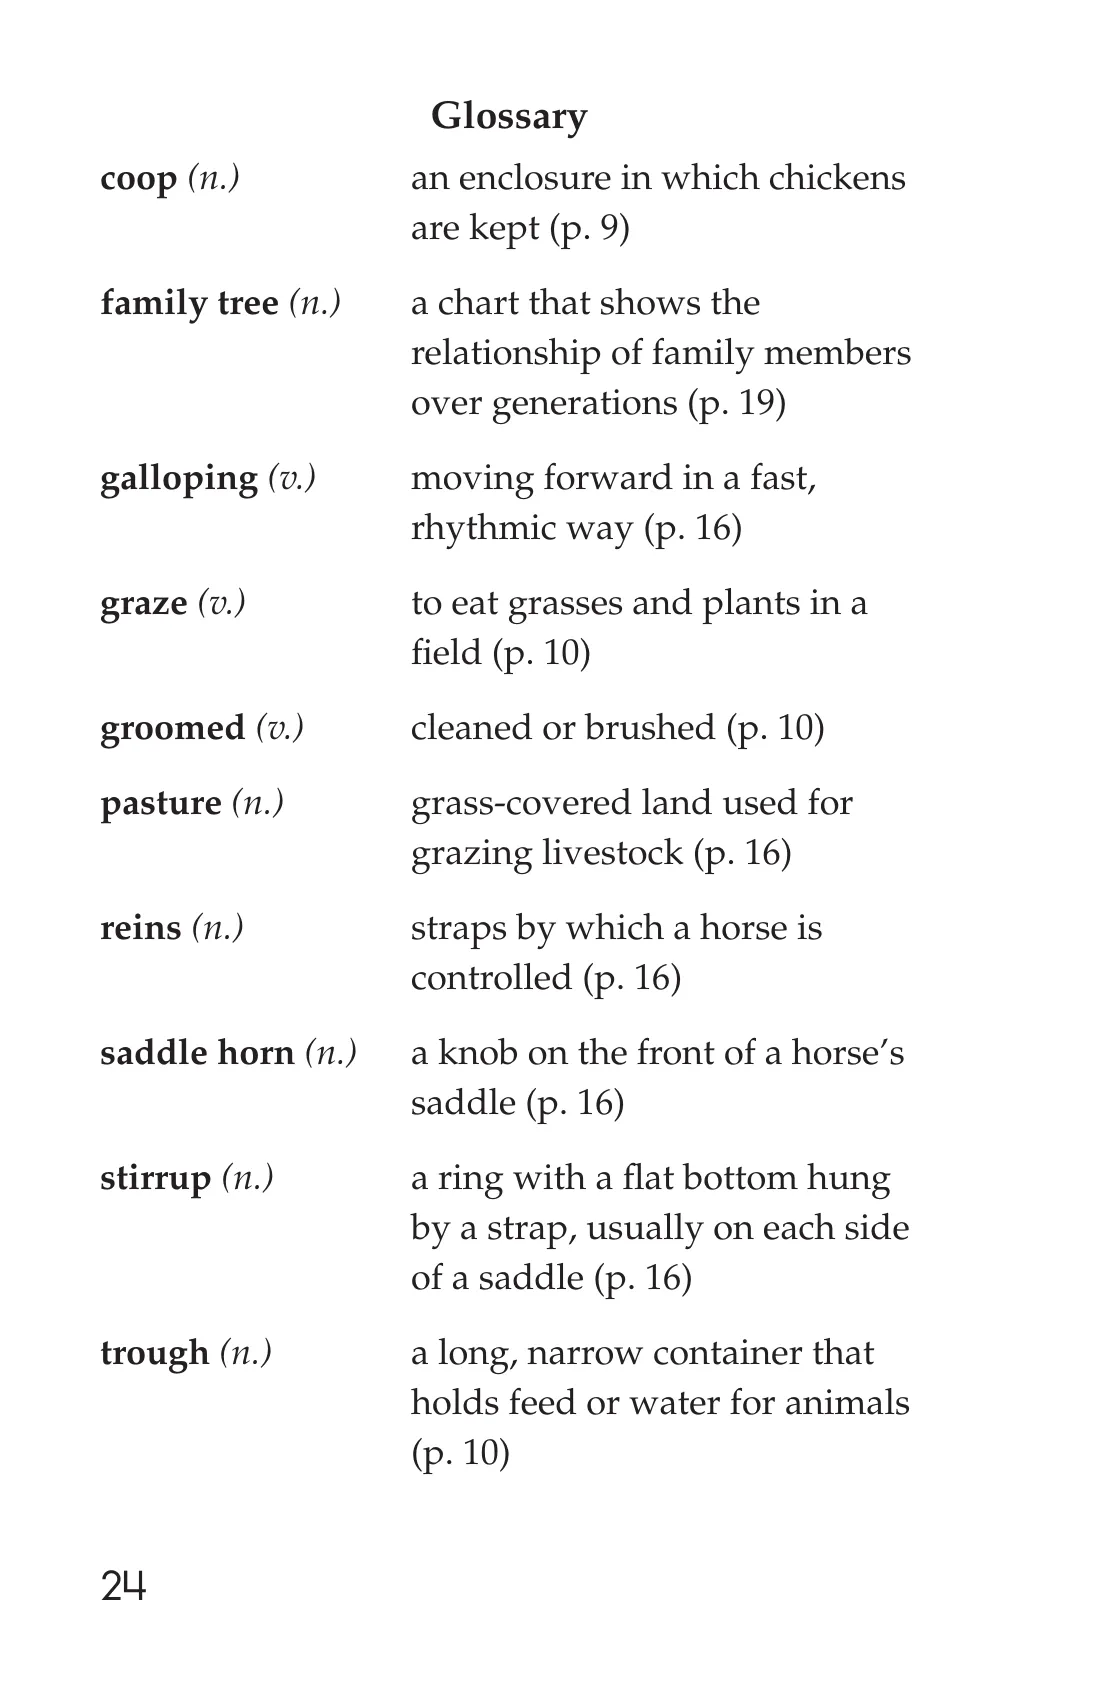 Glossary
coop (n.) an enclosure in which chickens
are kept (p. 9)
family tree (n.) a chart that shows the
relationship of family members
over generations (p. 19)
galloping (v.) moving forward in a fast,
rhythmic way (p. 16)
graze (v.) to eat grasses and plants in a
field (p. 10)
groomed (v.) cleaned or brushed (p. 10)
pasture (n.) grass-covered land used for
grazing livestock (p. 16)
reins (n.) straps by which a horse is
controlled (p. 16)
saddle horn (n.) a knob on the front of a horse’s
saddle (p. 16)
stirrup (n.) a ring with a flat bottom hung
by a strap, usually on each side
of a saddle (p. 16)
trough (n.) a long, narrow container that
holds feed or water for animals
(p. 10)
24